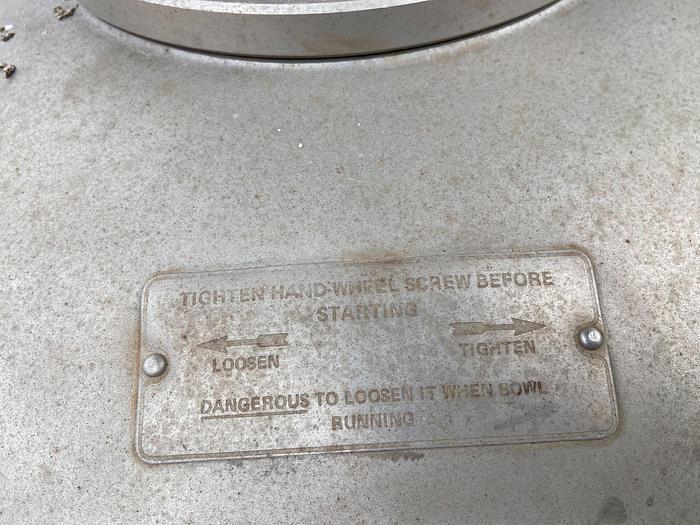 TIGHTEN HAND-WHEEL SCREW BEFORE
STARTING
LOOSEN TIGHTEN
DANGEROUS TO LOOSEN IT WHEN BOWL
RUNNING